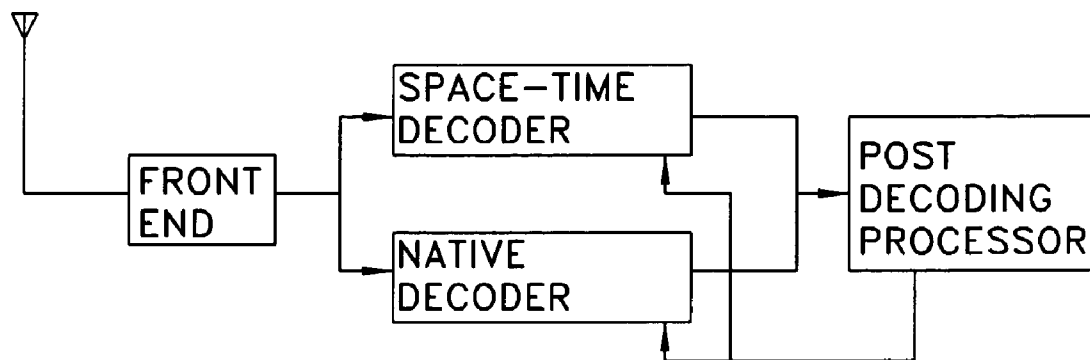 FRONT
END
SPACE-TIME
DECODER
NATIVE
DECODER
POST
DECODING
PROCESSOR